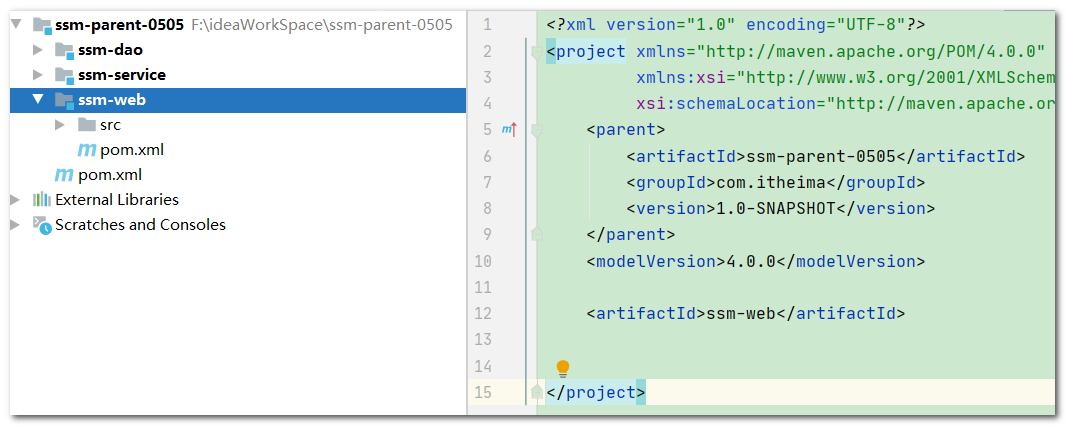 ssm-parent-0505 F:\ideaWorkSpace\ssm-parent-0505
ssm-dao
ssm-service
ssm-web
src
pom.xml
pom.xml
External Libraries
Scratches and Consoles
1 <?xml version="1.0" encoding="UTF-8"?>
2 <project xmlns="http://maven.apache.org/POM/4.0.0"
3 xmlns:xsi="http://www.w3.org/2001/XMLSchem
4 xsi:schemaLocation="http://maven.apache.or
5 <parent>
6 <artifactId>ssm-parent-0505</artifactId>
7 <groupId>com.itheima</groupId>
8 <version>1.0-SNAPSHOT</version>
9 </parent>
10 <modelVersion>4.0.0</modelVersion>
11
12 <artifactId>ssm-web</artifactId>
13
14
15 </project>